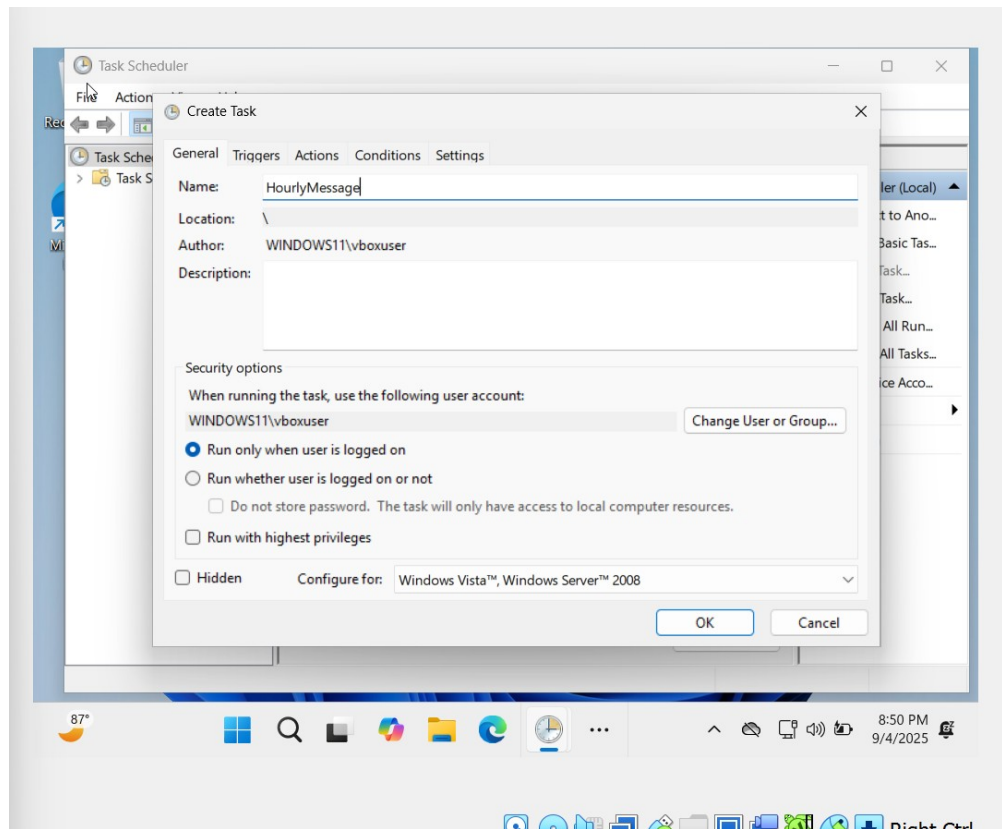 Task Scheduler
File Action
Create Task
General Triggers Actions Conditions Settings
Name: HourlyMessage
Location: \
Author: WINDOWS11\vboxuser
Description:
Security options
When running the task, use the following user account:
WINDOWS11\vboxuser
Change User or Group...
Run only when user is logged on
Run whether user is logged on or not
Do not store password. The task will only have access to local computer resources.
Run with highest privileges
Hidden
Configure for: Windows Vista™, Windows Server™ 2008
OK Cancel
Task Sche
Task S
ler (Local)
t to Ano...
Basic Tas...
Task...
Task...
All Run...
All Tasks...
ice Acco...
Rec
Mi
87°
8:50 PM
9/4/2025
Right Ctrl